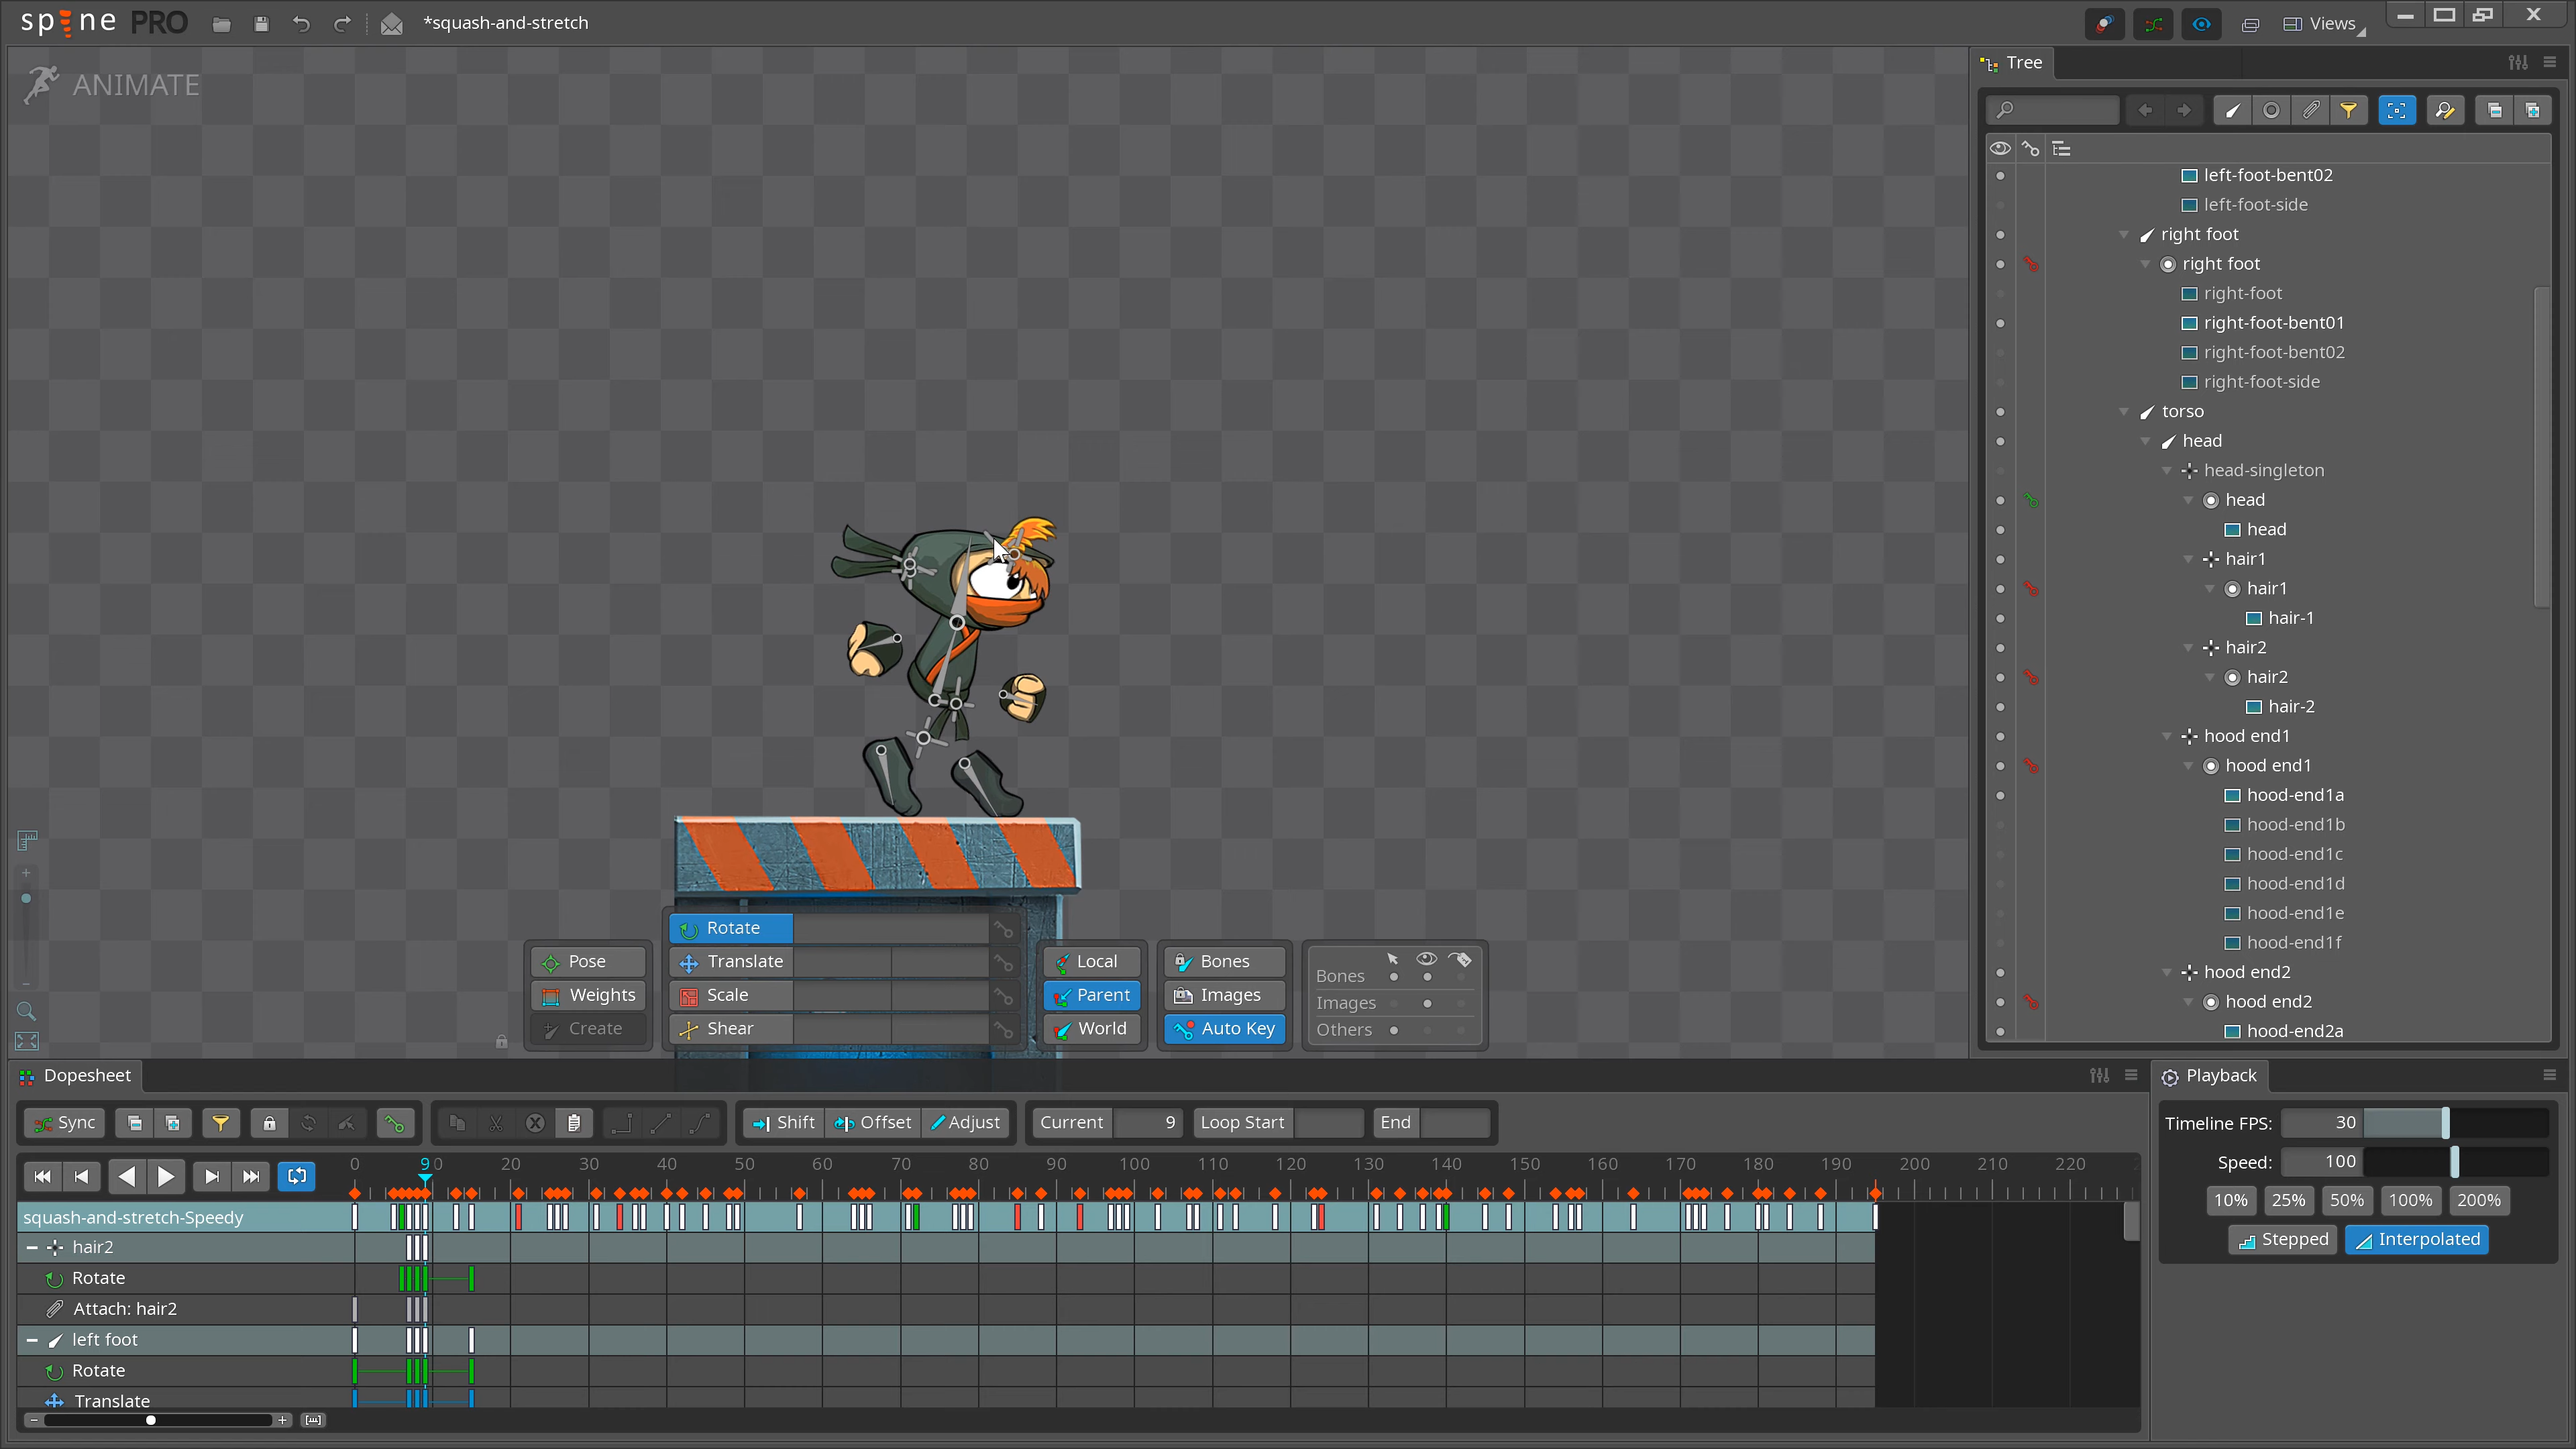 spine PRO
*squash-and-stretch
Views
ANIMATE
Tree
left-foot-bent02
left-foot-side
right foot
right foot
right-foot
right-foot-bent01
right-foot-bent02
right-foot-side
torso
head
head-singleton
head
head
hair1
hair1
hair-1
hair2
hair2
hair-2
hood end1
hood end1
hood-end1a
hood-end1b
hood-end1c
hood-end1d
hood-end1e
hood-end1f
hood end2
hood end2
hood-end2a
Pose
Weights
Create
Rotate
Translate
Scale
Shear
Local
Parent
World
Bones
Images
Auto Key
Bones
Images
Others
Dopesheet
Sync
Shift
Offset
Adjust
Current 9
Loop Start
End
0 9 0 20 30 40 50 60 70 80 90 100 110 120 130 140 150 160 170 180 190 200 210 220
squash-and-stretch-Speedy
hair2
Rotate
Attach: hair2
left foot
Rotate
Translate
Playback
Timeline FPS: 30
Speed: 100
10% 25% 50% 100% 200%
Stepped Interpolated